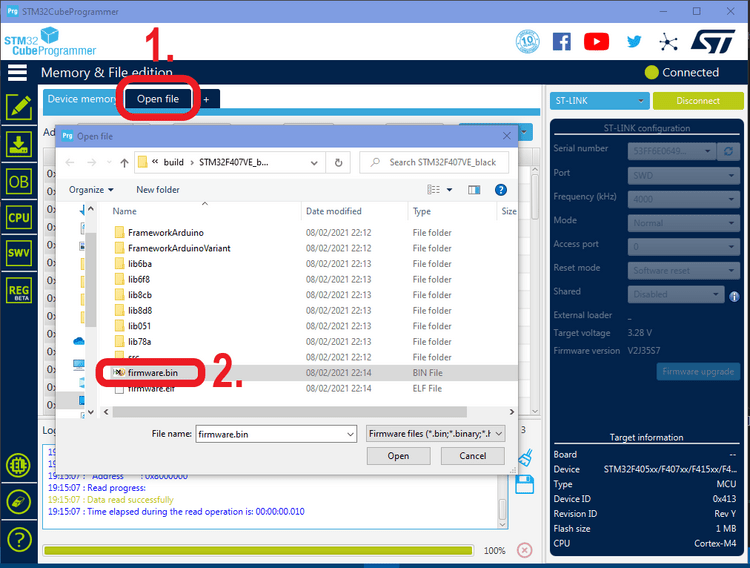 Prg STM32CubeProgrammer
STM32
CubeProgrammer
10
Memory & File edition
Connected
1.
Device memory
Open file
+
ST-LINK
Disconnect
Prg Open file
« build › STM32F407VE_b...
Search STM32F407VE_black
Organize
New folder
Name
Date modified
Type
Size
FrameworkArduino 08/02/2021 22:12 File folder
FrameworkArduinoVariant 08/02/2021 22:12 File folder
lib6ba 08/02/2021 22:13 File folder
lib6f8 08/02/2021 22:13 File folder
lib8cb 08/02/2021 22:13 File folder
lib8d8 08/02/2021 22:13 File folder
lib051 08/02/2021 22:13 File folder
lib78a 08/02/2021 22:13 File folder
src 08/02/2021 22:12 File folder
firmware.bin 08/02/2021 22:14 BIN File
2.
firmware.elf 08/02/2021 22:14 ELF File
File name:
firmware.bin
Firmware files (*.bin;*.binary;*.h
Open
Cancel
OB
CPU
SWV
REG
BETA
ST-LINK configuration
Serial number 53FF6E0649...
Port SWD
Frequency (kHz) 4000
Mode Normal
Access port 0
Reset mode Software reset
Shared Disabled
External loader _
Target voltage 3.28 V
Firmware version V2J35S7
Firmware upgrade
Target information
Board --
Device STM32F405xx/F407xx/F415xx/F4...
Type MCU
Device ID 0x413
Revision ID Rev Y
Flash size 1 MB
CPU Cortex-M4
19:15:07 : Address : 0x8000000
19:15:07 : Read progress:
19:15:07 : Data read successfully
19:15:07 : Time elapsed during the read operation is: 00:00:00.010
100%